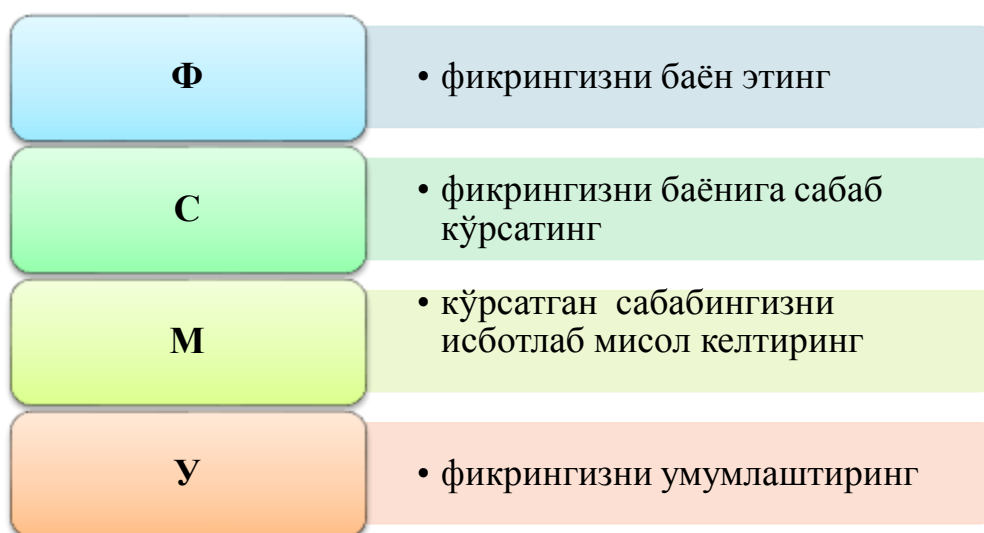 Ф
• фикрингизни баён этинг
С
• фикрингизни баёнига сабаб
кўрсатинг
М
• кўрсатган сабабингизни
исботлаб мисол келтиринг
У
• фикрингизни умумлаштиринг